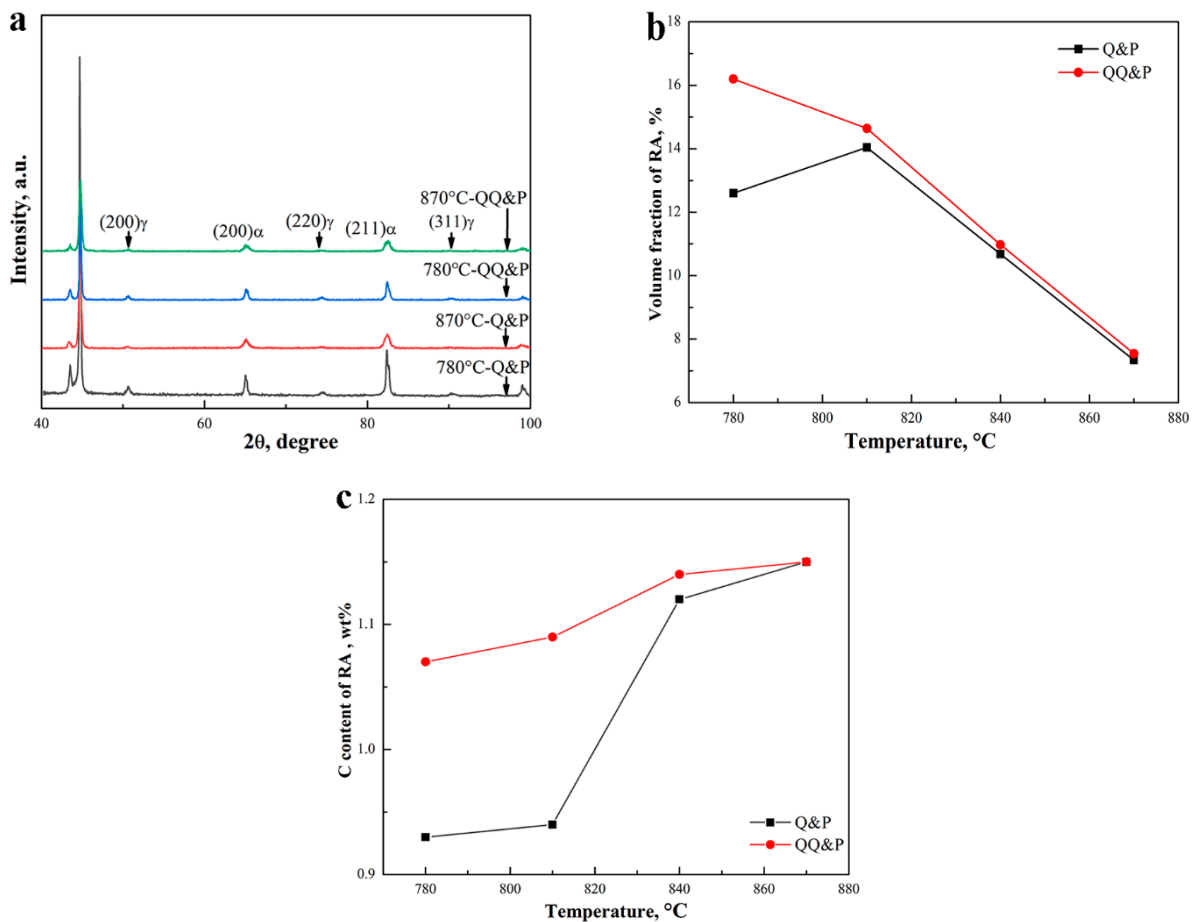 a
Intensity, a.u.
(200)γ
(200)α
(220)γ
(211)α
(311)γ
870°C-QQ&P
780°C-QQ&P
870°C-Q&P
780°C-Q&P
40 60 80 100
2θ, degree
b
Volume fraction of RA, %
18
16
14
12
10
8
6
Q&P
QQ&P
780 800 820 840 860 880
Temperature, °C
c
C content of RA , wt%
1.2
1.1
1.0
0.9
Q&P
QQ&P
780 800 820 840 860 880
Temperature, °C